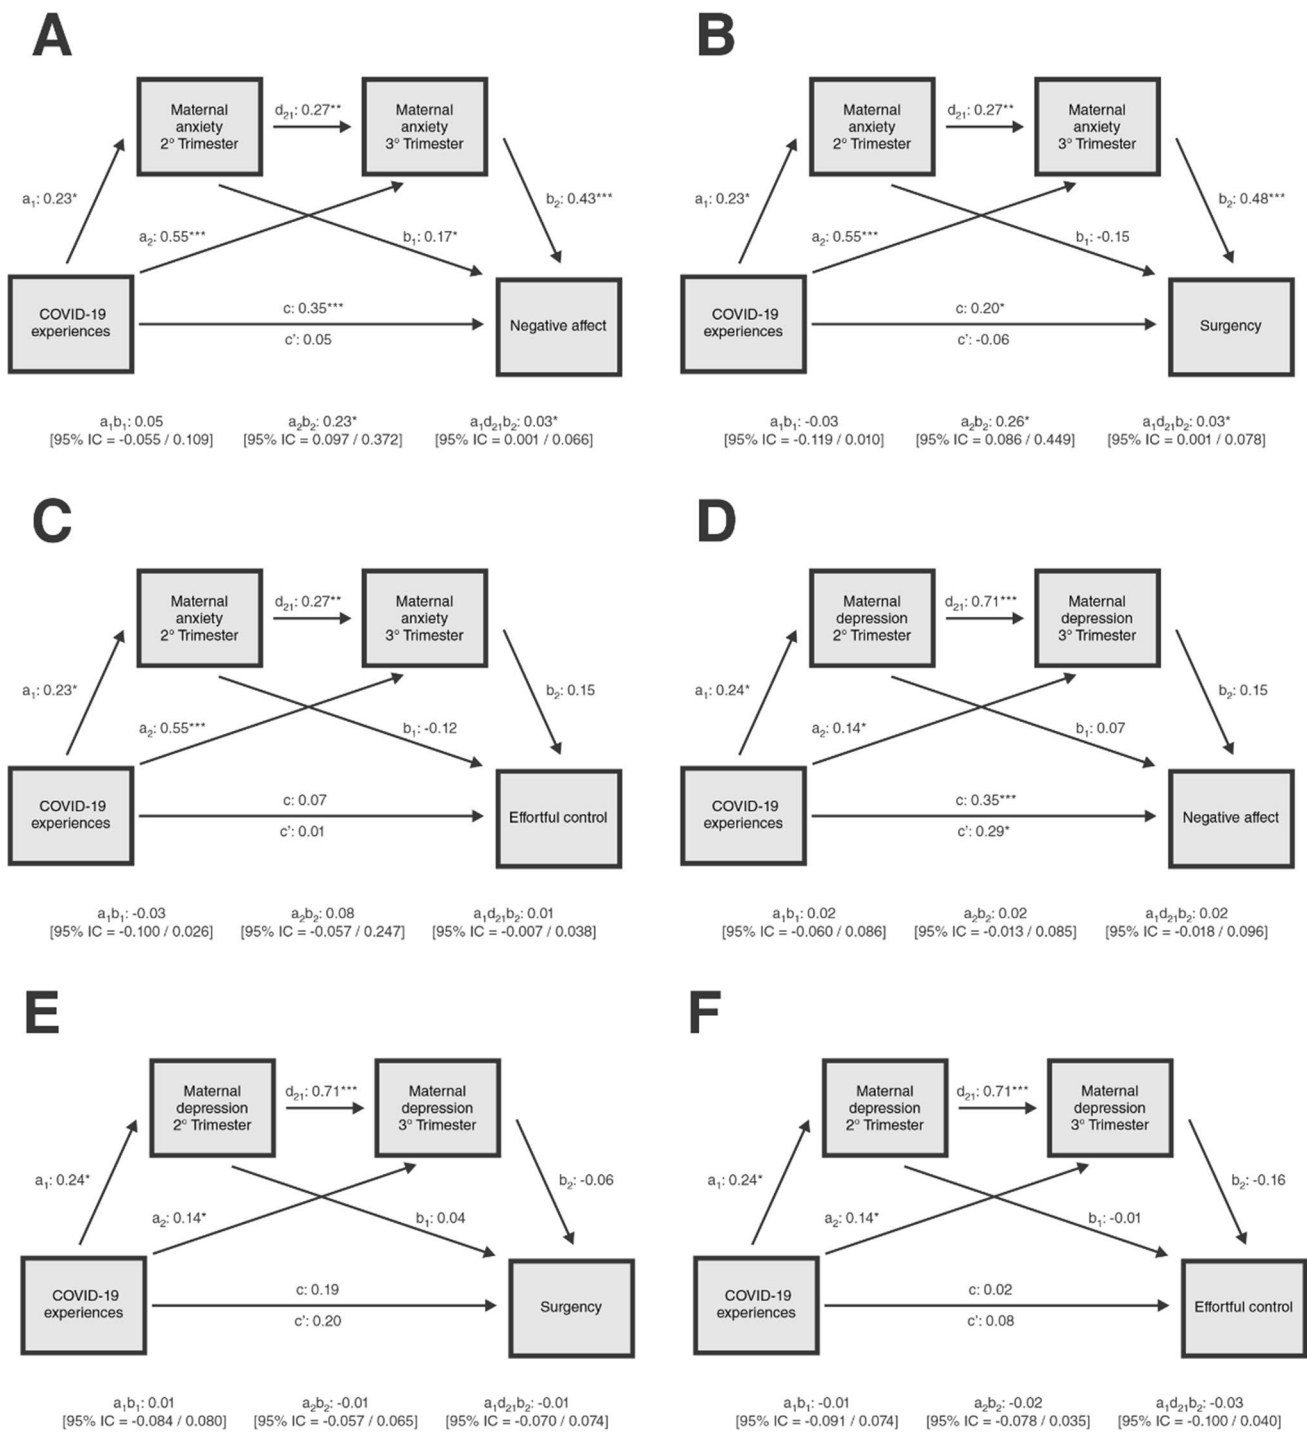 A
Maternal
anxiety
2º Trimester
d21: 0.27**
Maternal
anxiety
3º Trimester
a1: 0.23*
a2: 0.55***
b1: 0.17*
b2: 0.43***
COVID-19
experiences
c: 0.35***
c': 0.05
Negative affect
a1b1: 0.05
[95% IC = -0.055 / 0.109]
a2b2: 0.23*
[95% IC = 0.097 / 0.372]
a1d21b2: 0.03*
[95% IC = 0.001 / 0.066]
B
Maternal
anxiety
2º Trimester
d21: 0.27**
Maternal
anxiety
3º Trimester
a1: 0.23*
a2: 0.55***
b1: -0.15
b2: 0.48***
COVID-19
experiences
c: 0.20*
c': -0.06
Surgency
a1b1: -0.03
[95% IC = -0.119 / 0.010]
a2b2: 0.26*
[95% IC = 0.086 / 0.449]
a1d21b2: 0.03*
[95% IC = 0.001 / 0.078]
C
Maternal
anxiety
2º Trimester
d21: 0.27**
Maternal
anxiety
3º Trimester
a1: 0.23*
a2: 0.55***
b1: -0.12
b2: 0.15
COVID-19
experiences
c: 0.07
c': 0.01
Effortful control
a1b1: -0.03
[95% IC = -0.100 / 0.026]
a2b2: 0.08
[95% IC = -0.057 / 0.247]
a1d21b2: 0.01
[95% IC = -0.007 / 0.038]
D
Maternal
depression
2º Trimester
d21: 0.71***
Maternal
depression
3º Trimester
a1: 0.24*
a2: 0.14*
b1: 0.07
b2: 0.15
COVID-19
experiences
c: 0.35***
c': 0.29*
Negative affect
a1b1: 0.02
[95% IC = -0.060 / 0.086]
a2b2: 0.02
[95% IC = -0.013 / 0.085]
a1d21b2: 0.02
[95% IC = -0.018 / 0.096]
E
Maternal
depression
2º Trimester
d21: 0.71***
Maternal
depression
3º Trimester
a1: 0.24*
a2: 0.14*
b1: 0.04
b2: -0.06
COVID-19
experiences
c: 0.19
c': 0.20
Surgency
a1b1: 0.01
[95% IC = -0.084 / 0.080]
a2b2: -0.01
[95% IC = -0.057 / 0.065]
a1d21b2: -0.01
[95% IC = -0.070 / 0.074]
F
Maternal
depression
2º Trimester
d21: 0.71***
Maternal
depression
3º Trimester
a1: 0.24*
a2: 0.14*
b1: -0.01
b2: -0.16
COVID-19
experiences
c: 0.02
c': 0.08
Effortful control
a1b1: -0.01
[95% IC = -0.091 / 0.074]
a2b2: -0.02
[95% IC = -0.078 / 0.035]
a1d21b2: -0.03
[95% IC = -0.100 / 0.040]